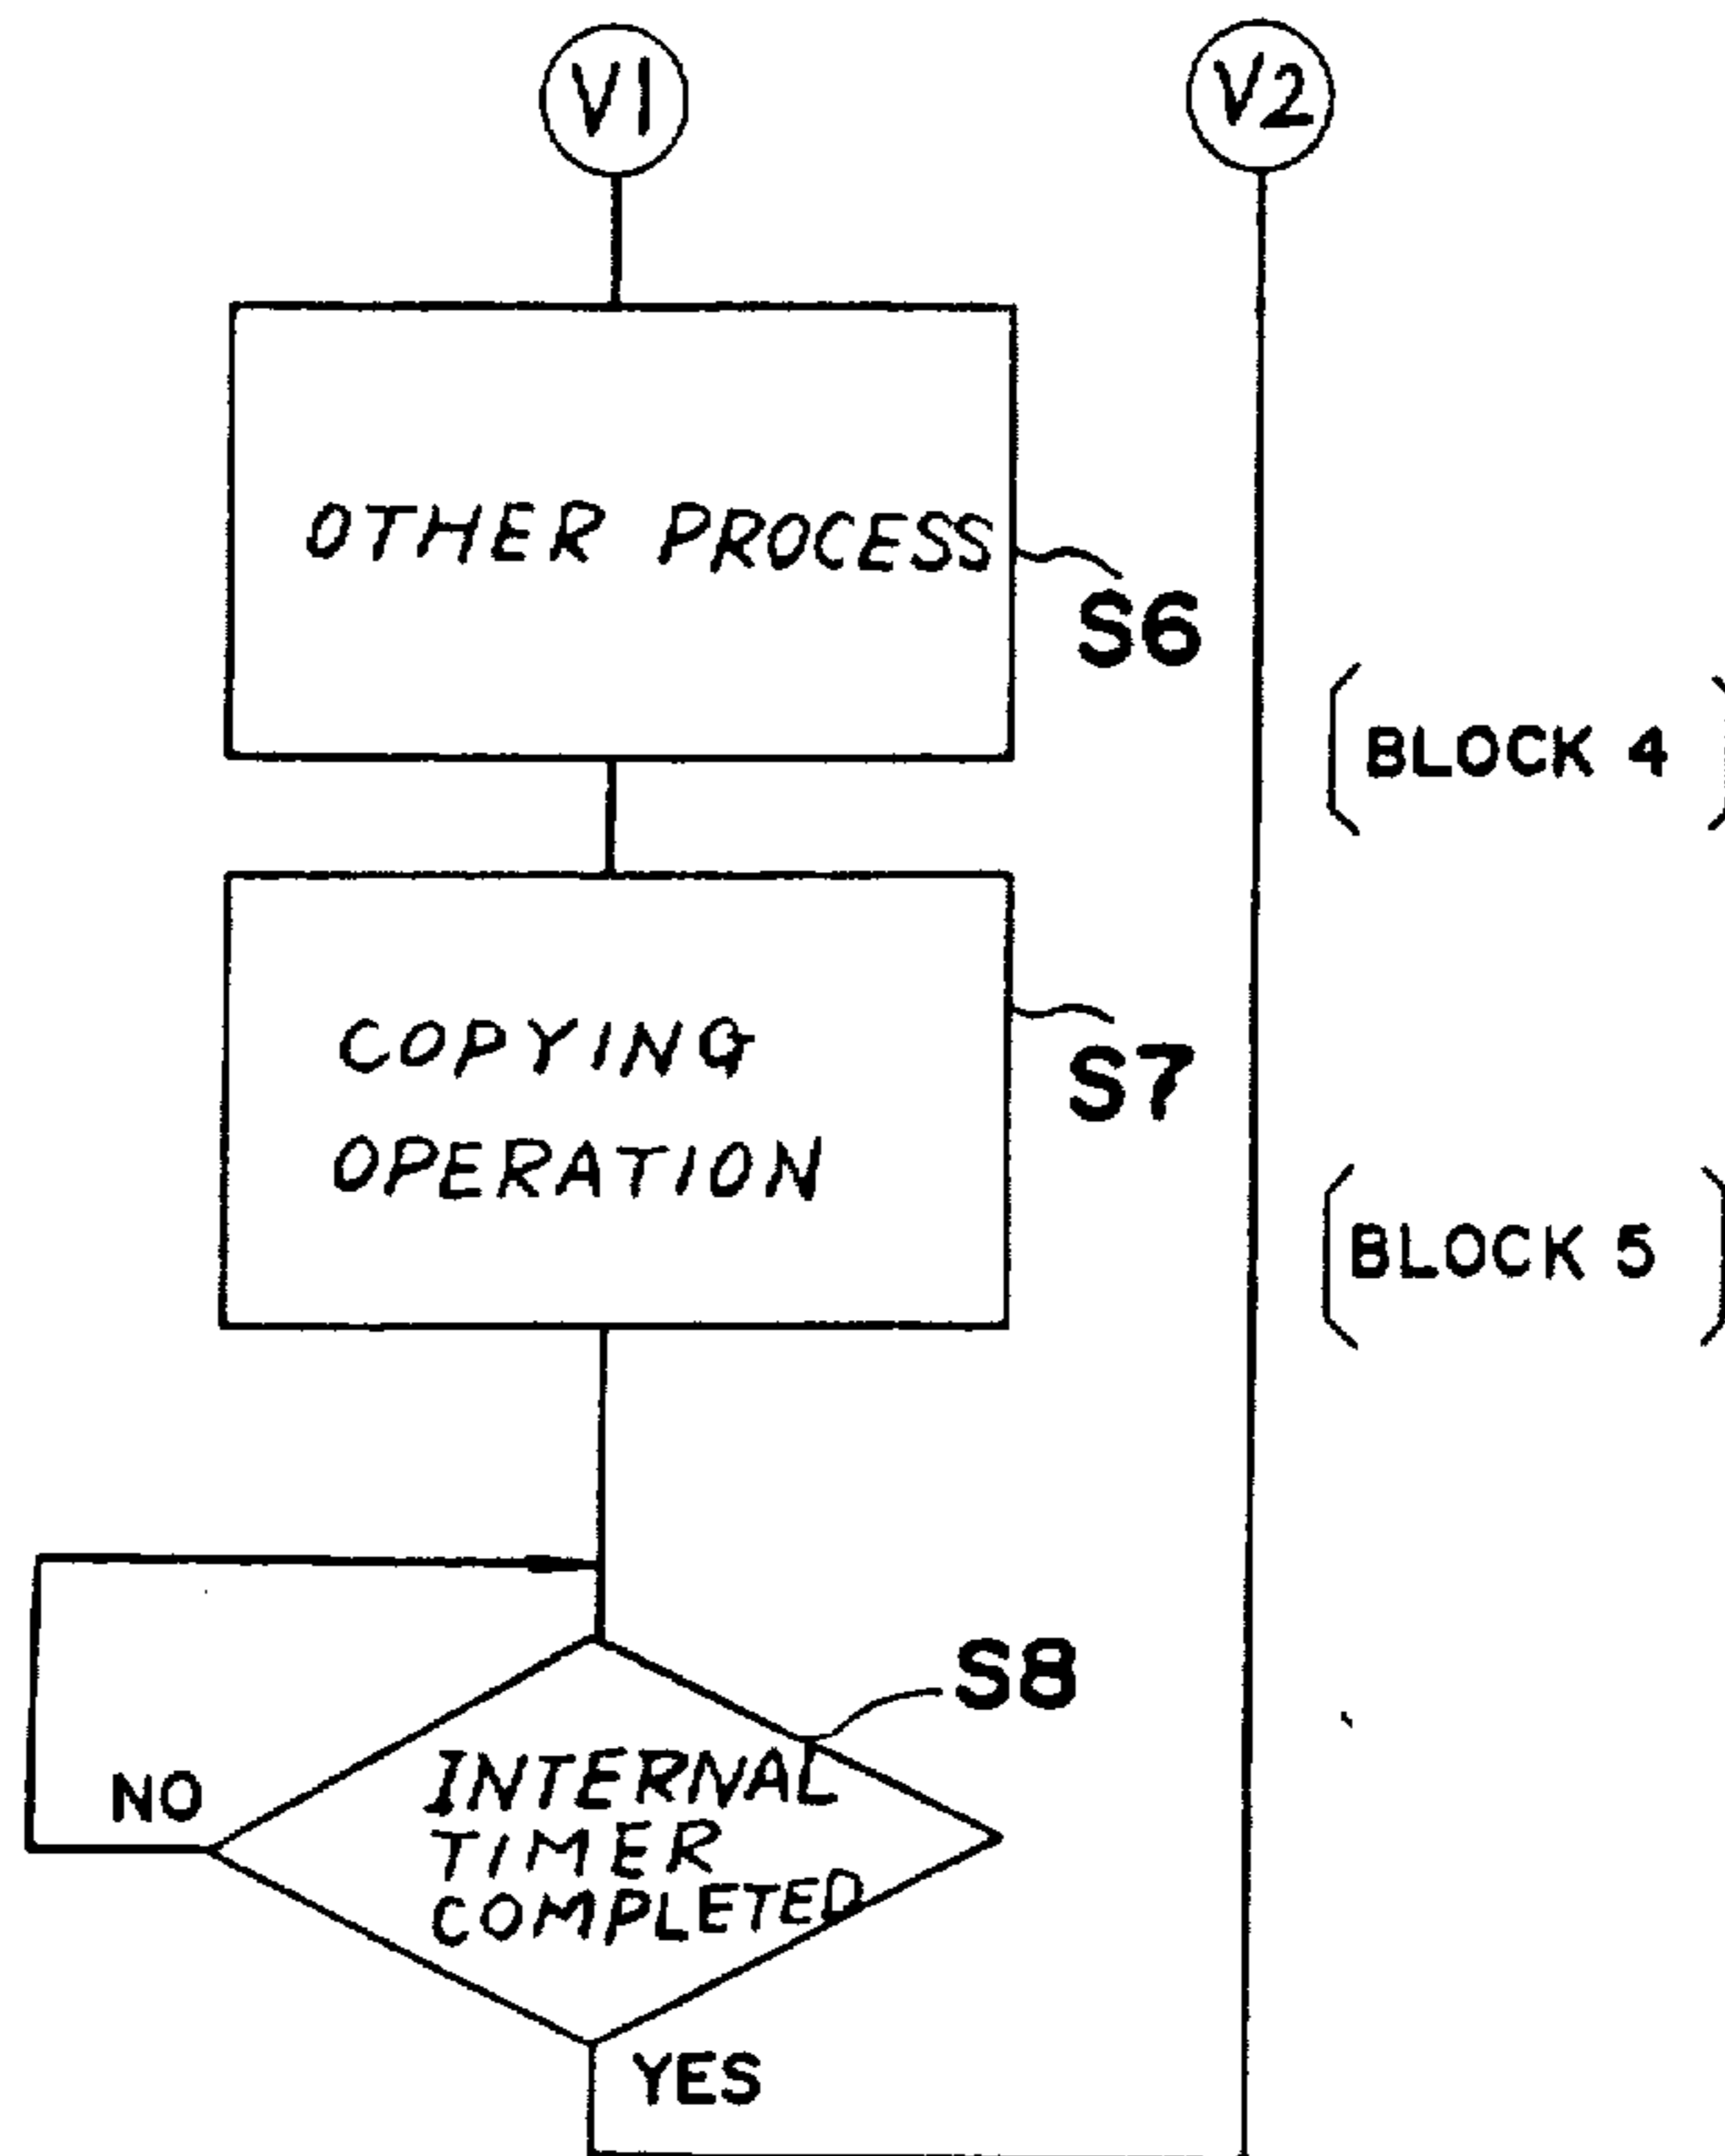 V1
V2
OTHER PROCESS
S6
(BLOCK 4)
COPYING
OPERATION
S7
(BLOCK 5)
S8
NO
INTERNAL
TIMER
COMPLETED
YES